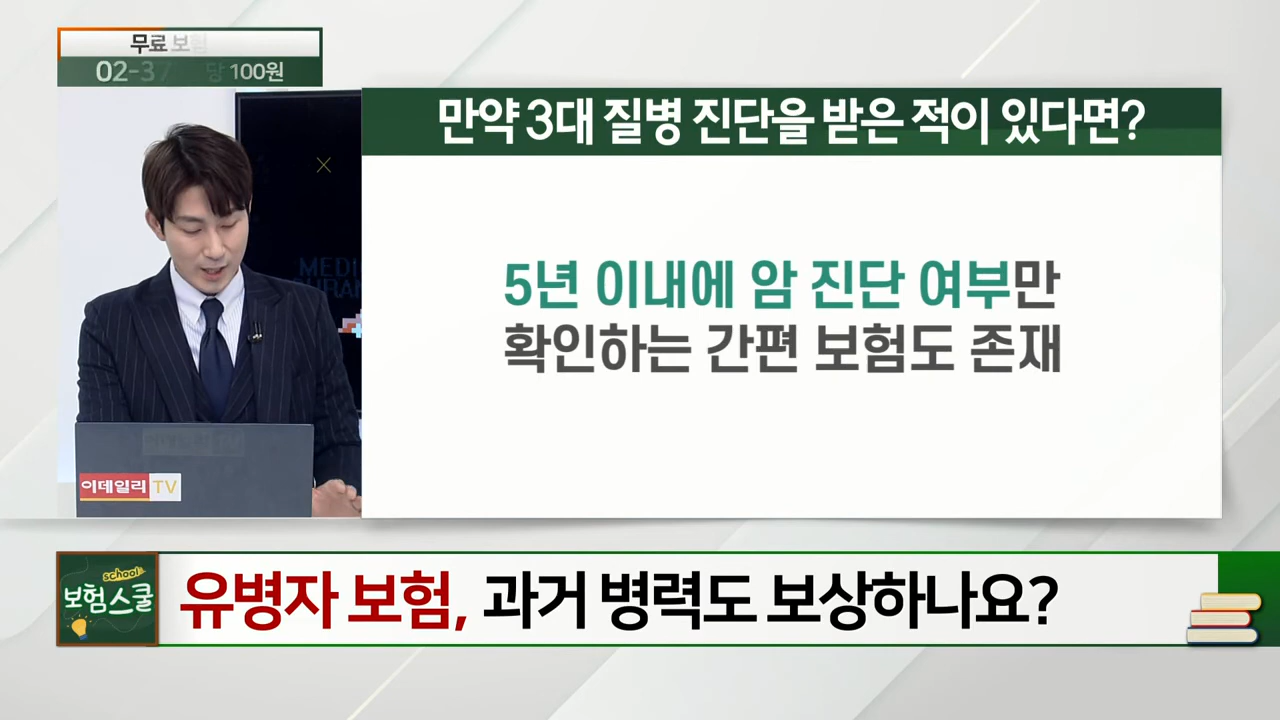 무료 보험
02-37 당 100원
만약 3대 질병 진단을 받은 적이 있다면?
5년 이내에 암 진단 여부만
확인하는 간편 보험도 존재
이데일리TV
school
보험스쿨
유병자 보험, 과거 병력도 보상하나요?